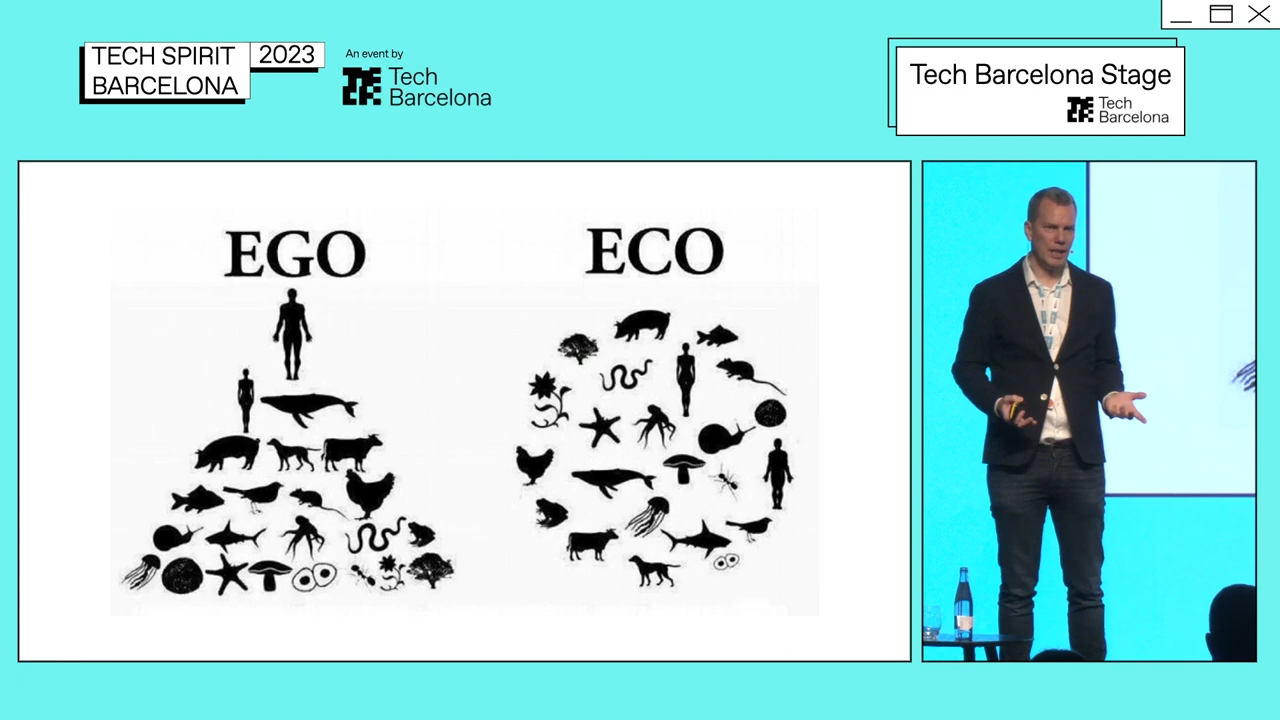 TECH SPIRIT
BARCELONA
2023
An event by
Tech
Barcelona
Tech Barcelona Stage
Tech
Barcelona
EGO
ECO